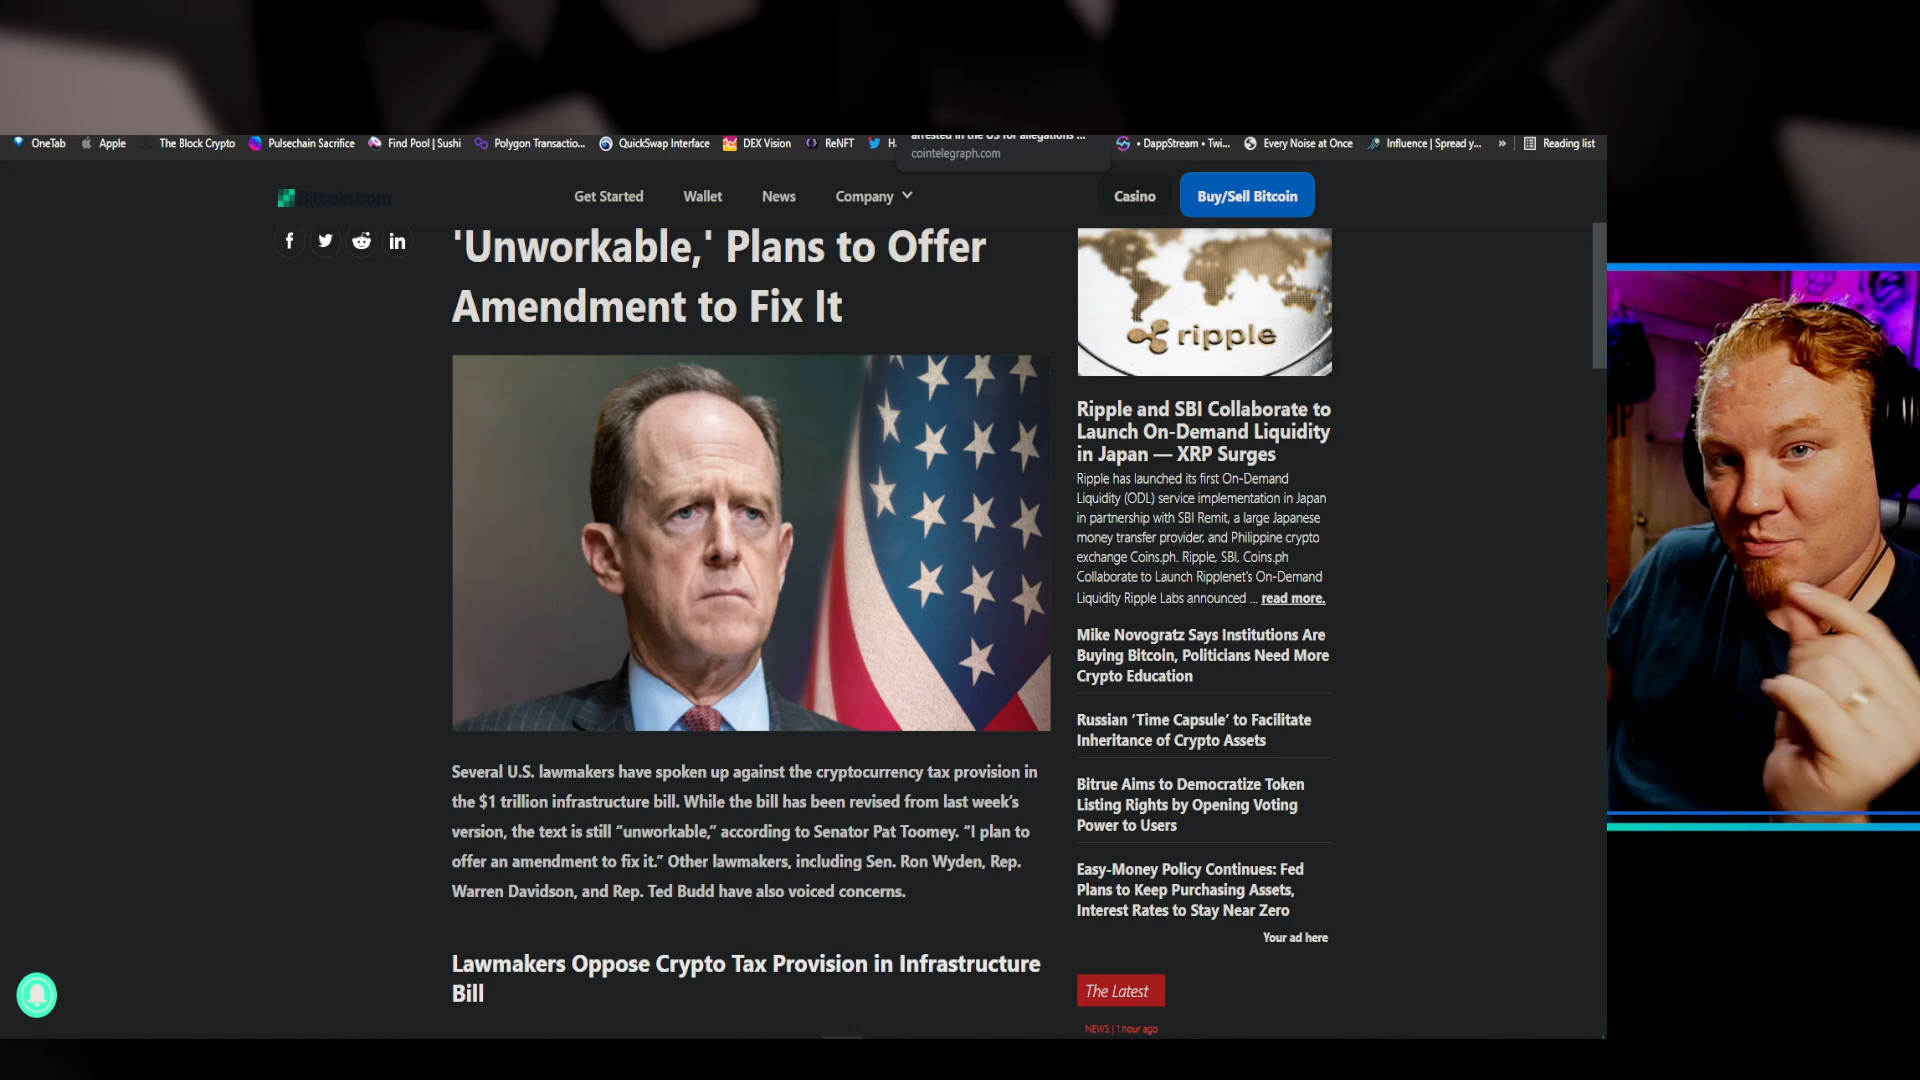 arrested in the US for allegations ...
OneTab Apple The Block Crypto Pulsechain Sacrifice Find Pool | Sushi Polygon Transactio... QuickSwap Interface DEX Vision ReNFT cointelegraph.com • DappStream • Twi... Every Noise at Once Influence | Spread y... » Reading list
Bitcoin.com Get Started Wallet News Company Casino Buy/Sell Bitcoin
'Unworkable,' Plans to Offer
Amendment to Fix It
Several U.S. lawmakers have spoken up against the cryptocurrency tax provision in
the $1 trillion infrastructure bill. While the bill has been revised from last week's
version, the text is still “unworkable,” according to Senator Pat Toomey. “I plan to
offer an amendment to fix it.” Other lawmakers, including Sen. Ron Wyden, Rep.
Warren Davidson, and Rep. Ted Budd have also voiced concerns.
Lawmakers Oppose Crypto Tax Provision in Infrastructure
Bill
ripple
Ripple and SBI Collaborate to
Launch On-Demand Liquidity
in Japan — XRP Surges
Ripple has launched its first On-Demand
Liquidity (ODL) service implementation in Japan
in partnership with SBI Remit, a large Japanese
money transfer provider, and Philippine crypto
exchange Coins.ph. Ripple, SBI, Coins.ph
Collaborate to Launch Ripplenet's On-Demand
Liquidity Ripple Labs announced ... read more.
Mike Novogratz Says Institutions Are
Buying Bitcoin, Politicians Need More
Crypto Education
Russian ‘Time Capsule’ to Facilitate
Inheritance of Crypto Assets
Bitrue Aims to Democratize Token
Listing Rights by Opening Voting
Power to Users
Easy-Money Policy Continues: Fed
Plans to Keep Purchasing Assets,
Interest Rates to Stay Near Zero
Your ad here
The Latest
NEWS | 1 hour ago